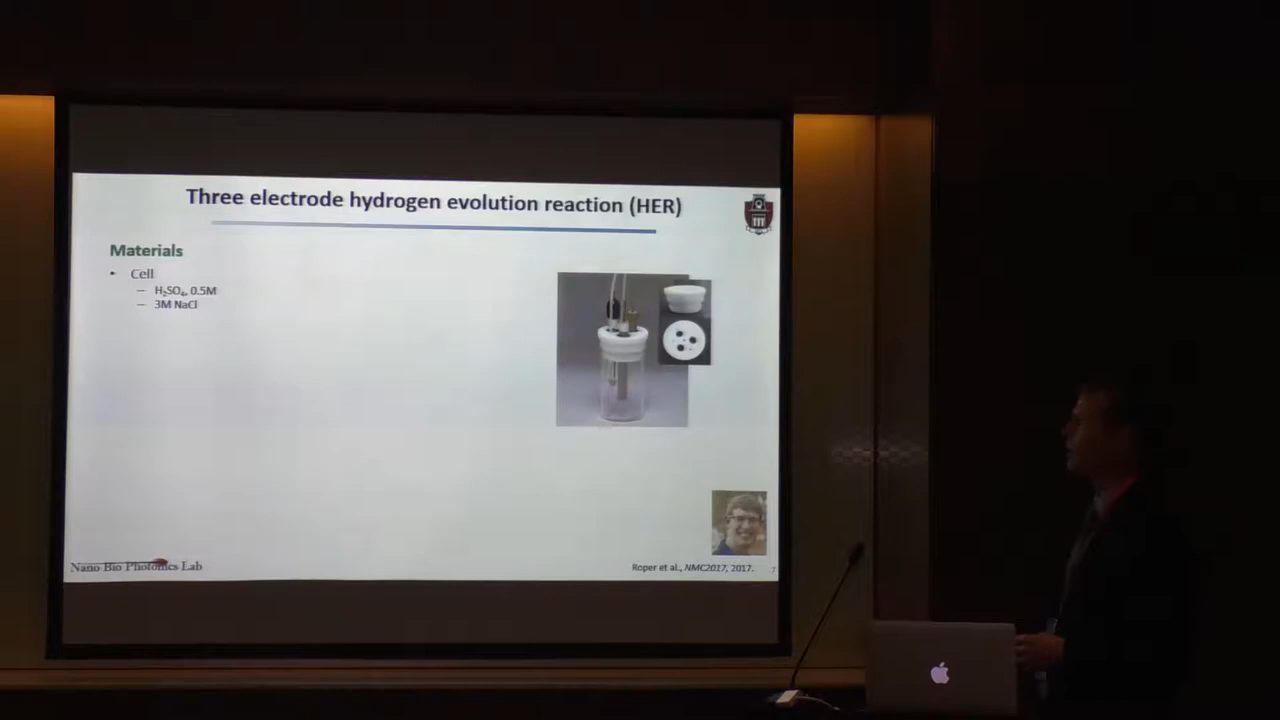 Three electrode hydrogen evolution reaction (HER)
Materials
• Cell
– H₂SO₄, 0.5M
– 3M NaCl
Nano Bio Photonics Lab
Roper et al., NMC2017, 2017.
7